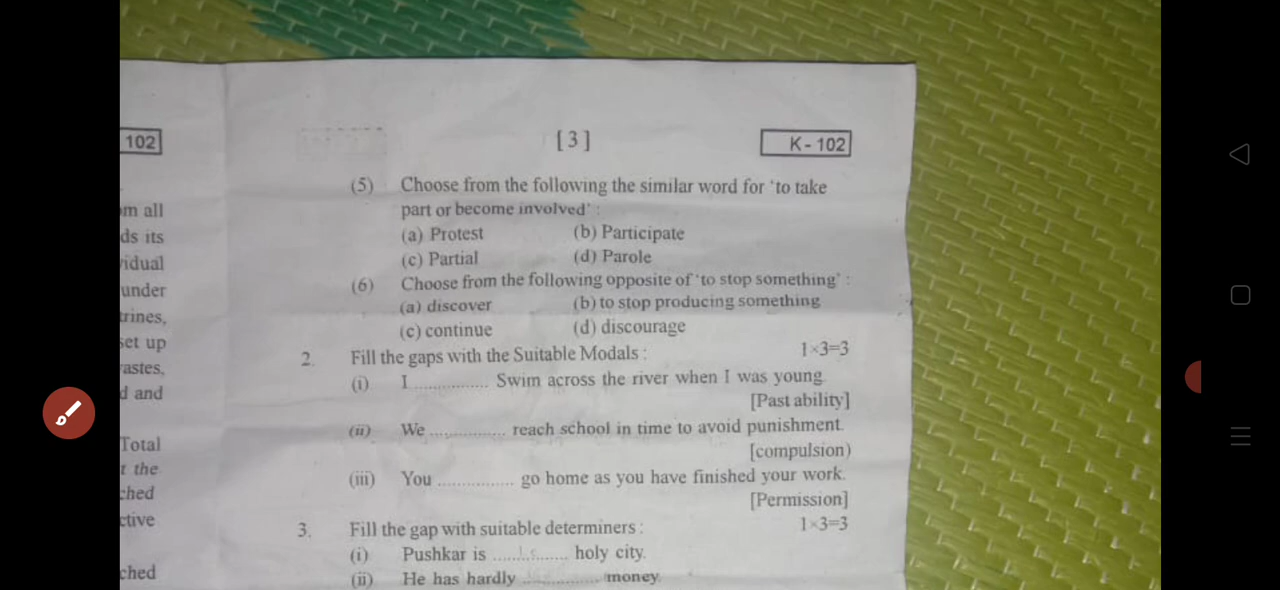 102
[3]
K - 102
m all
ds its
idual
under
trines,
set up
astes,
d and
Total
t the
ched
ctive
ched
(5) Choose from the following the similar word for 'to take
part or become involved' :
(a) Protest (b) Participate
(c) Partial (d) Parole
(6) Choose from the following opposite of 'to stop something' :
(a) discover (b) to stop producing something
(c) continue (d) discourage
2. Fill the gaps with the Suitable Modals : 1×3=3
(i) I ............... Swim across the river when I was young.
[Past ability]
(ii) We ............... reach school in time to avoid punishment.
[compulsion)
(iii) You ............... go home as you have finished your work.
[Permission]
3. Fill the gap with suitable determiners : 1×3=3
(i) Pushkar is ............... holy city.
(ii) He has hardly ............... money.